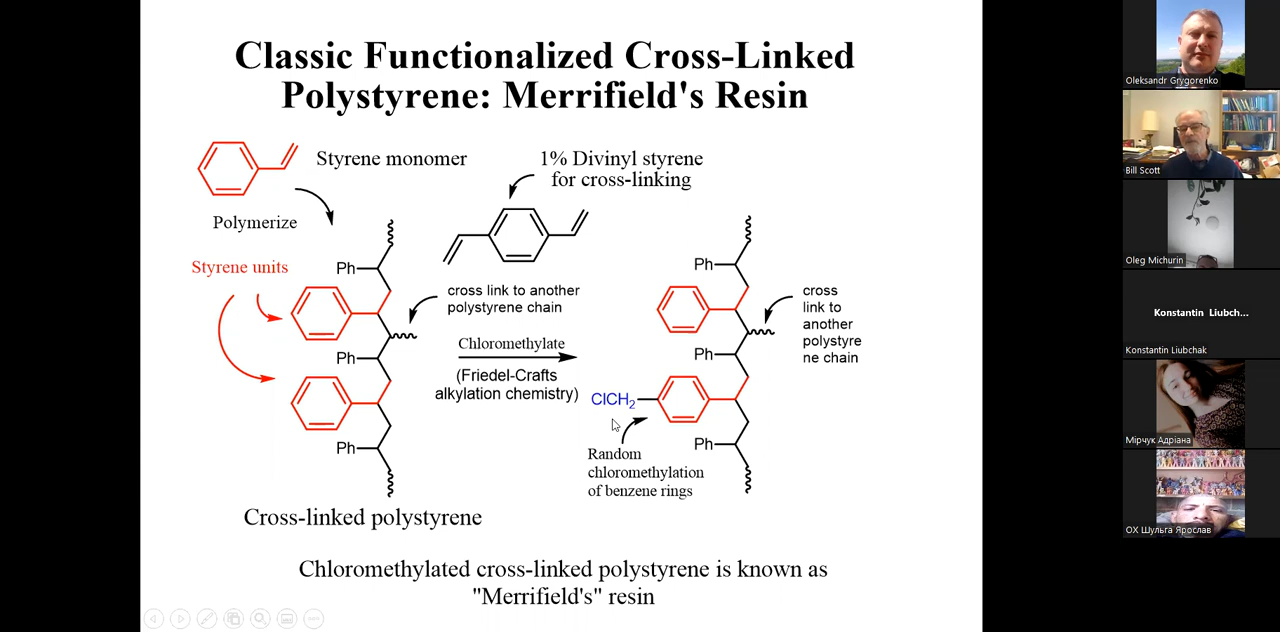 Classic Functionalized Cross-Linked
Polystyrene: Merrifield's Resin
Styrene monomer
1% Divinyl styrene
for cross-linking
Polymerize
Styrene units
Ph
Ph
Ph
cross link to another
polystyrene chain
Chloromethylate
(Friedel-Crafts
alkylation chemistry)
Ph
Ph
Ph
ClCH2
cross
link to
another
polystyre
ne chain
Random
chloromethylation
of benzene rings
Cross-linked polystyrene
Chloromethylated cross-linked polystyrene is known as
"Merrifield's" resin
Oleksandr Grygorenko
Bill Scott
Oleg Michurin
Konstantin Liubch...
Konstantin Liubchak
Мірчук Адріана
ОХ Шульга Ярослав